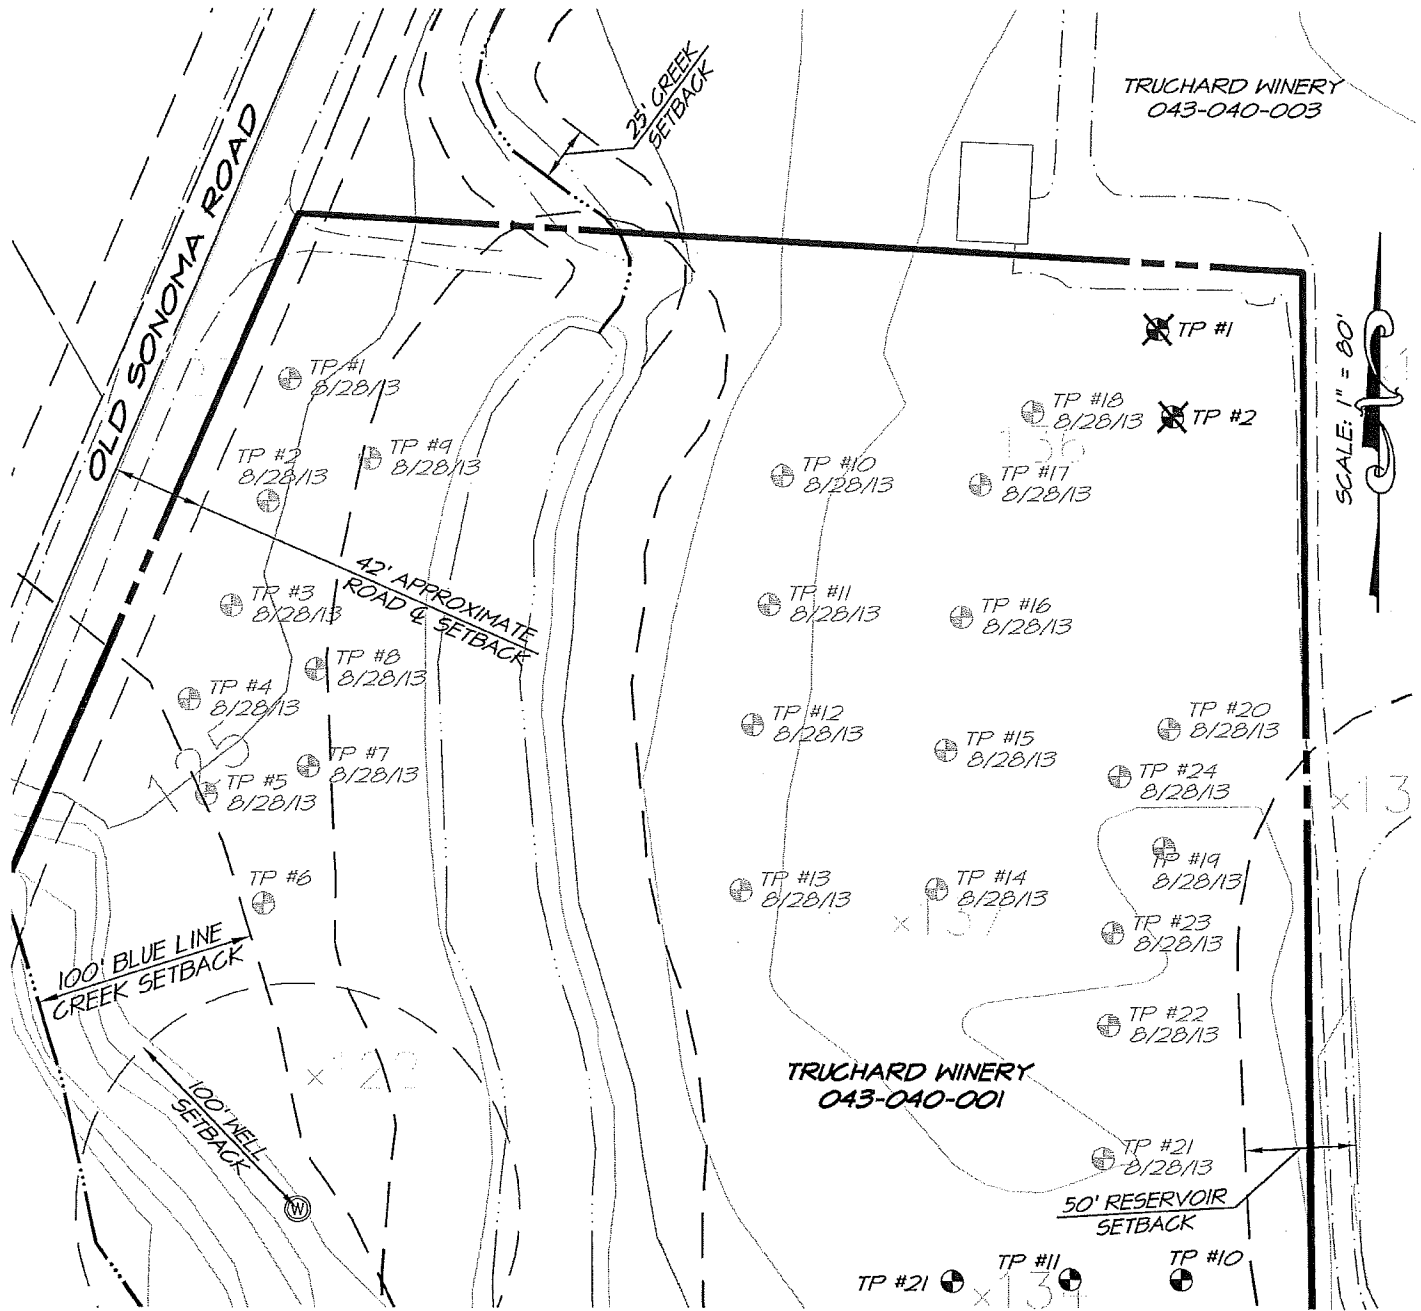 TRUCHARD WINERY
043-040-003
25' CREEK
SETBACK
OLD SONOMA ROAD
SCALE: 1" = 80'
TP #1
TP #2
TP #1
8/28/13
TP #18
8/28/13
136
TP #2
8/28/13
TP #9
8/28/13
TP #10
8/28/13
TP #17
8/28/13
42' APPROXIMATE
ROAD ℄ SETBACK
TP #3
8/28/13
TP #11
8/28/13
TP #16
8/28/13
TP #8
8/28/13
TP #4
8/28/13
TP #12
8/28/13
TP #15
8/28/13
TP #20
8/28/13
125
TP #7
8/28/13
TP #5
8/28/13
TP #24
8/28/13
x13
TP #19
8/28/13
TP #6
TP #13
8/28/13
TP #14
8/28/13
x137
TP #23
8/28/13
100' BLUE LINE
CREEK SETBACK
TP #22
8/28/13
x122
TRUCHARD WINERY
043-040-001
100' WELL
SETBACK
W
TP #21
8/28/13
50' RESERVOIR
SETBACK
TP #21
TP #11
TP #10
x134